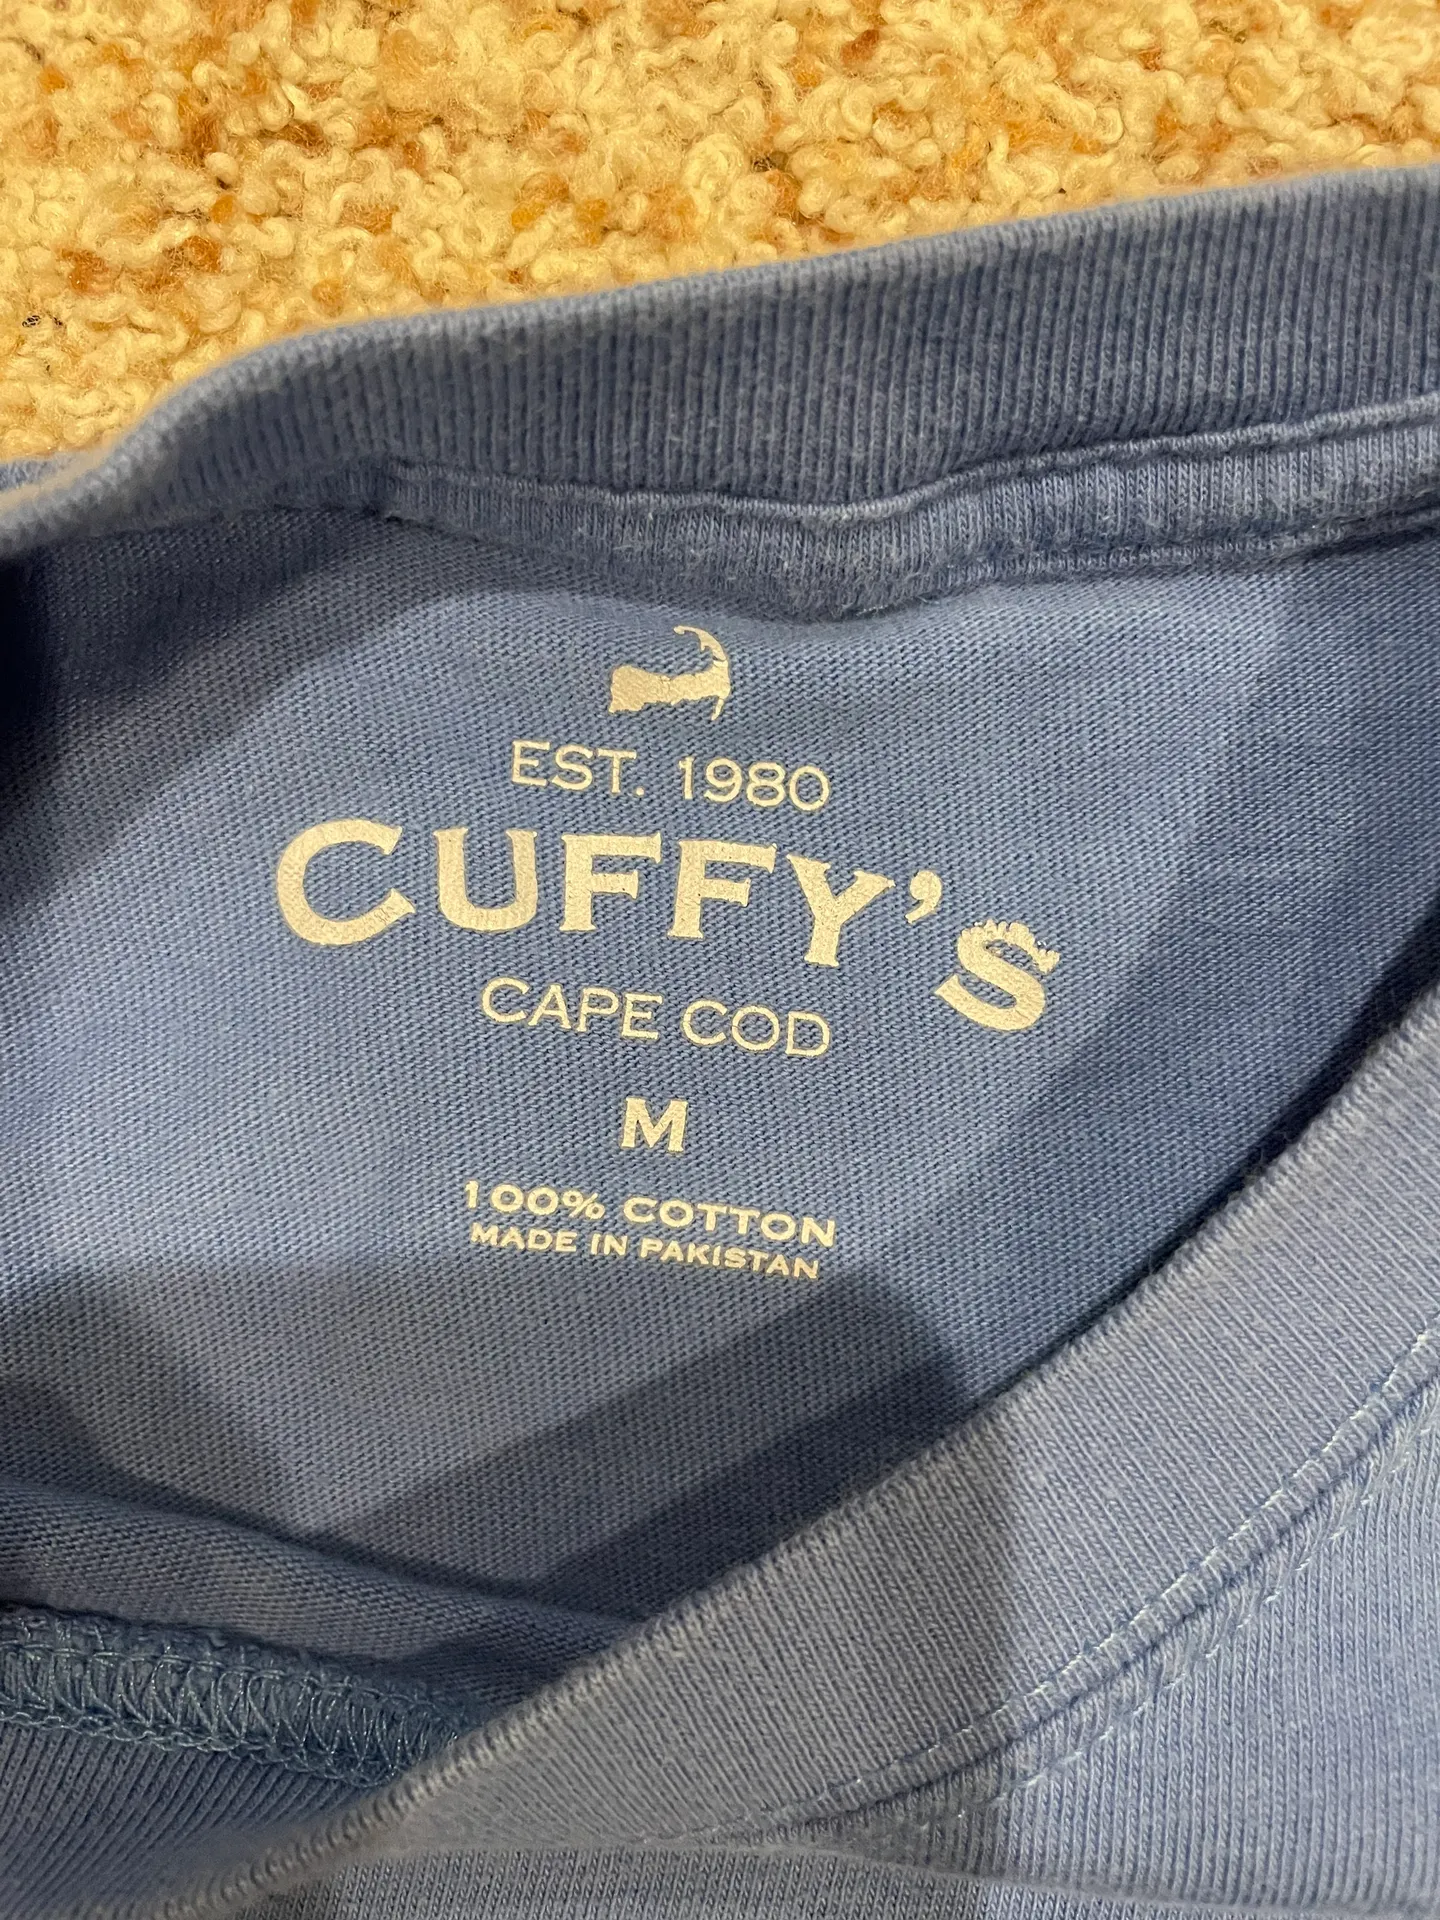 EST. 1980
CUFFY'S
CAPE COD
M
100% COTTON
MADE IN PAKISTAN